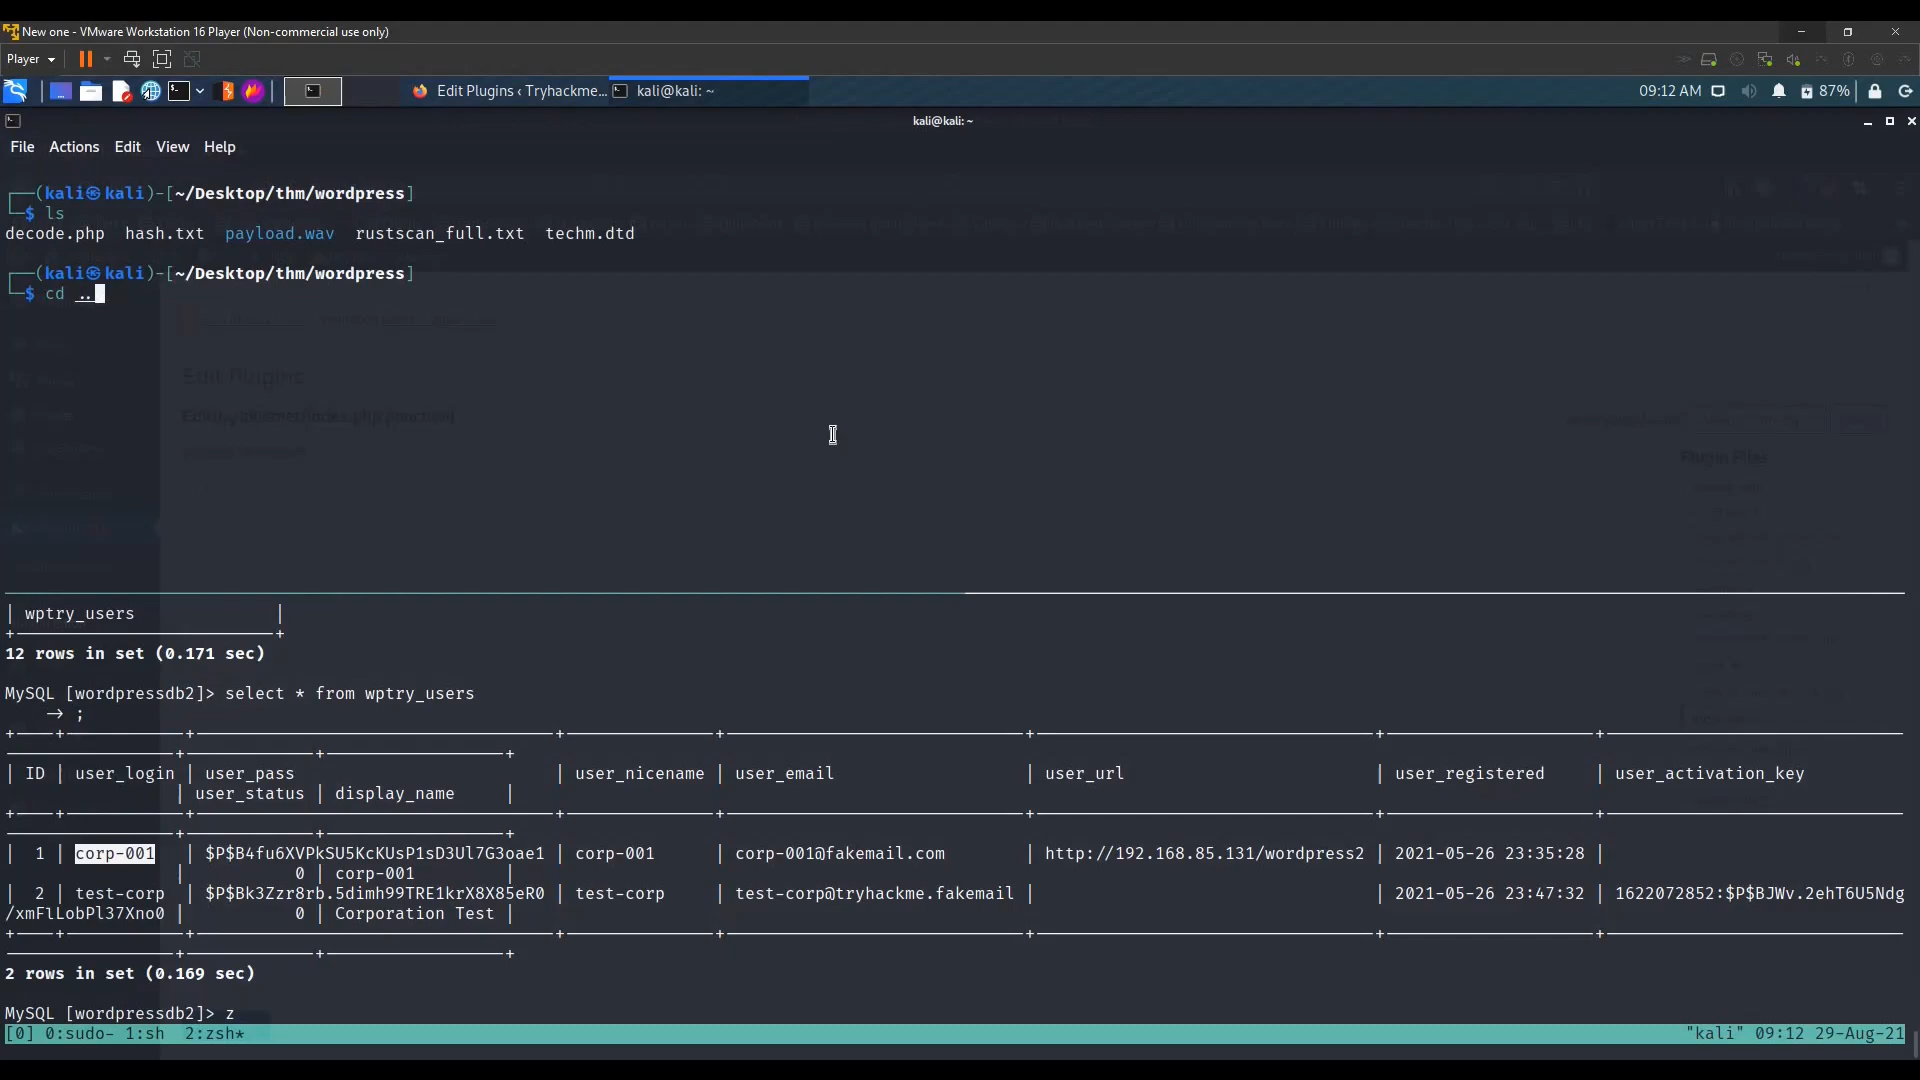 New one - VMware Workstation 16 Player (Non-commercial use only)
Player
Edit Plugins ‹ Tryhackme... kali@kali: ~ 09:12 AM 87%
kali@kali: ~
File Actions Edit View Help
┌──(kali㉿kali)-[~/Desktop/thm/wordpress]
└─$ ls
decode.php hash.txt payload.wav rustscan_full.txt techm.dtd
┌──(kali㉿kali)-[~/Desktop/thm/wordpress]
└─$ cd ..
Edit Plugins
Plugin Files
| wptry_users |
12 rows in set (0.171 sec)
MySQL [wordpressdb2]> select * from wptry_users
→ ;
| ID | user_login | user_pass | user_nicename | user_email | user_url | user_registered | user_activation_key
| user_status | display_name |
| 1 | corp-001 | $P$B4fu6XVPkSU5KcKUsP1sD3Ul7G3oae1 | corp-001 | corp-001@fakemail.com | http://192.168.85.131/wordpress2 | 2021-05-26 23:35:28 |
| 0 | corp-001 |
| 2 | test-corp | $P$Bk3Zzr8rb.5dimh99TRE1krX8X85eR0 | test-corp | test-corp@tryhackme.fakemail | | 2021-05-26 23:47:32 | 1622072852:$P$BJWv.2ehT6U5Ndg
/xmFlLobPl37Xno0 | 0 | Corporation Test |
2 rows in set (0.169 sec)
MySQL [wordpressdb2]> z
[0] 0:sudo- 1:sh 2:zsh* "kali" 09:12 29-Aug-21